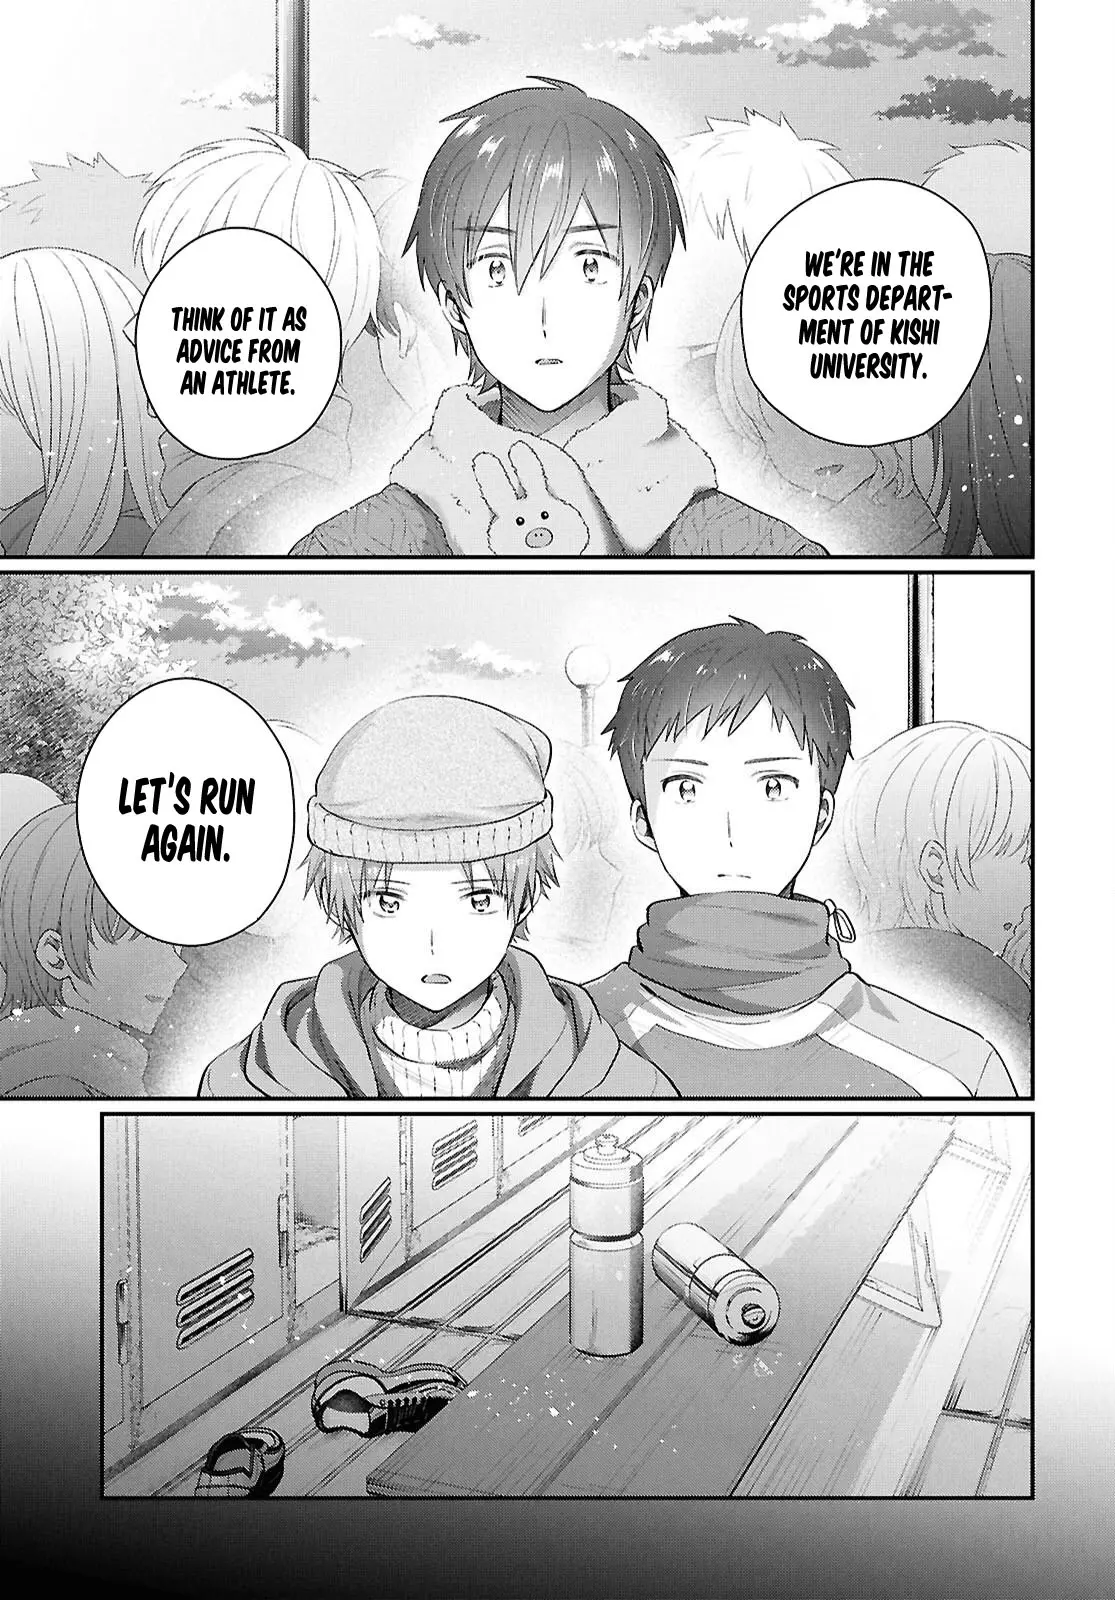 WE'RE IN THE
SPORTS DEPART-
MENT OF KISHI
UNIVERSITY.
THINK OF IT AS
ADVICE FROM
AN ATHLETE.
LET'S RUN
AGAIN.